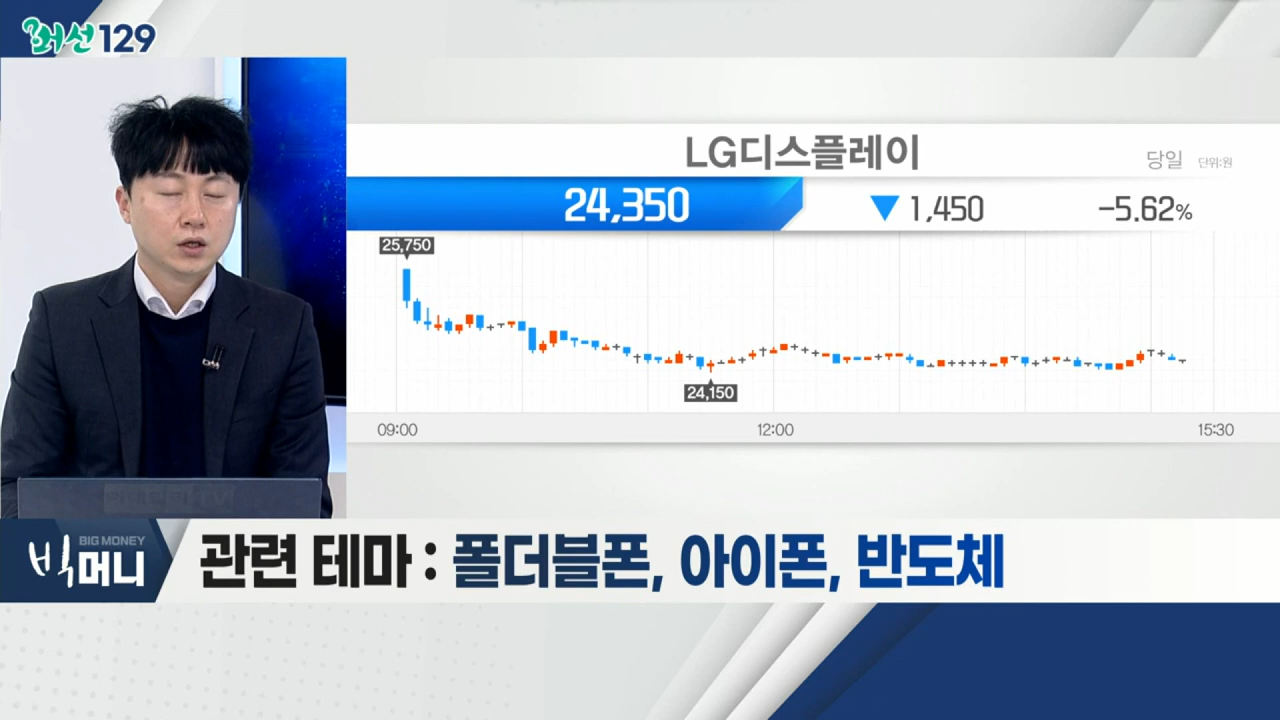 머선129
LG디스플레이
당일 단위:원
24,350 ▼ 1,450 -5.62%
25,750
24,150
09:00 12:00 15:30
BIG MONEY
빅머니
관련 테마 : 폴더블폰, 아이폰, 반도체